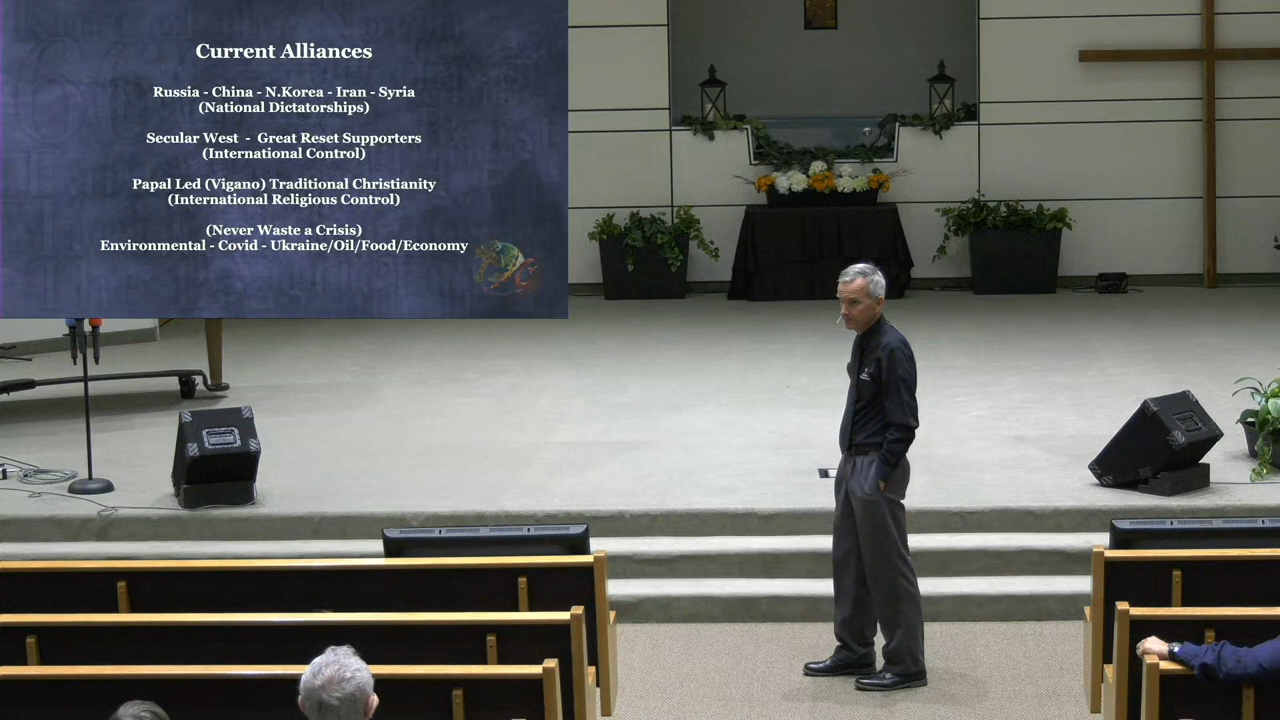 Current Alliances
Russia - China - N.Korea - Iran - Syria
(National Dictatorships)
Secular West - Great Reset Supporters
(International Control)
Papal Led (Vigano) Traditional Christianity
(International Religious Control)
(Never Waste a Crisis)
Environmental - Covid - Ukraine/Oil/Food/Economy